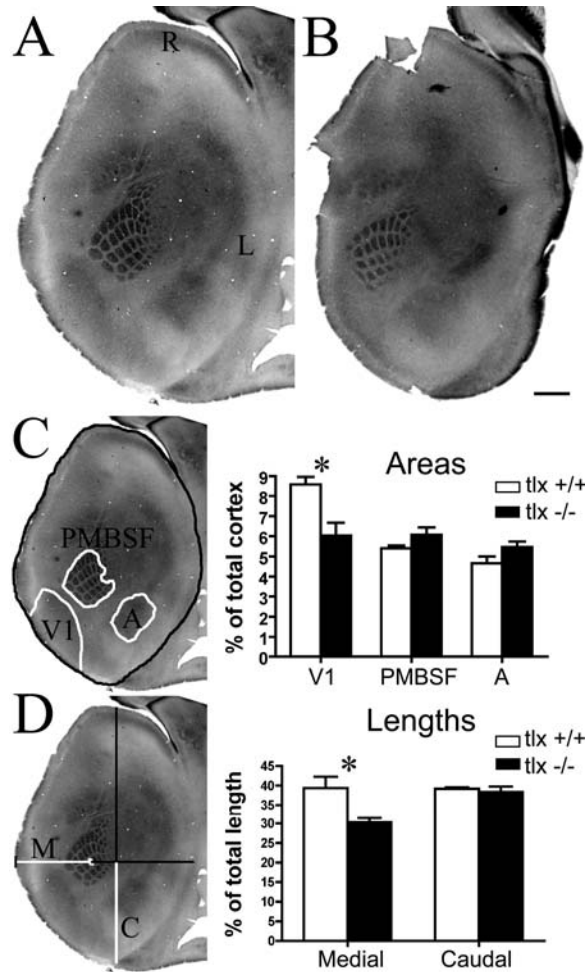 A
R
L
B
C
PMBSF
V1
A
Areas
*
tlx +/+
tlx -/-
% of total cortex
9
8
7
6
5
4
3
2
1
0
V1 PMBSF A
D
M
C
Lengths
*
tlx +/+
tlx -/-
% of total length
45
40
35
30
25
20
15
10
5
0
Medial Caudal